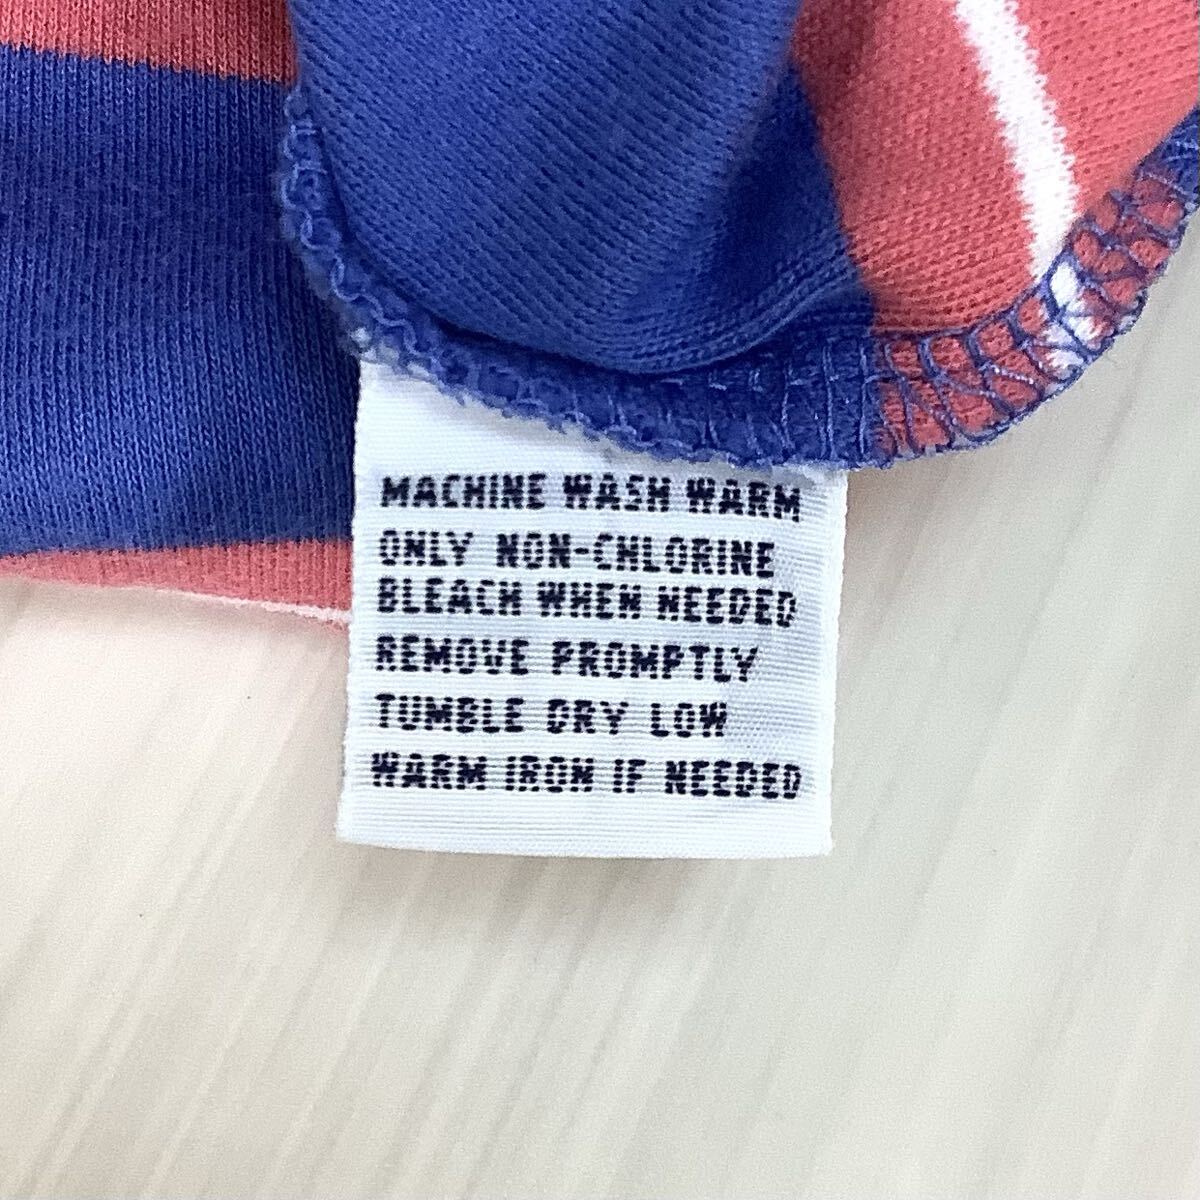 MACHINE WASH WARM
ONLY NON-CHLORINE
BLEACH WHEN NEEDED
REMOVE PROMPTLY
TUMBLE DRY LOW
WARM IRON IF NEEDED